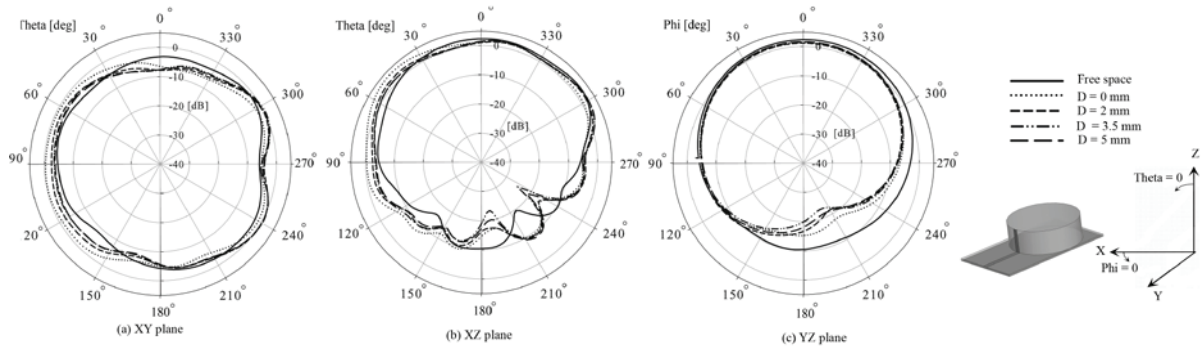 Theta [deg]
0°
330°
300°
270°
240°
210°
180°
150°
20°
90°
60°
30°
0
-10
-20 [dB]
-30
-40
(a) XY plane
Theta [deg]
0°
330°
300°
270°
240°
210°
180°
150°
120°
90°
60°
30°
0
-10
-20
-30
-40
[dB]
(b) XZ plane
Phi [deg]
0°
330°
300°
270°
240°
210°
180°
150°
120°
90°
60°
30°
0
-10
-20
-30 [dB]
-40
(c) YZ plane
Free space
D = 0 mm
D = 2 mm
D = 3.5 mm
D = 5 mm
Z
Theta = 0
X
Phi = 0
Y